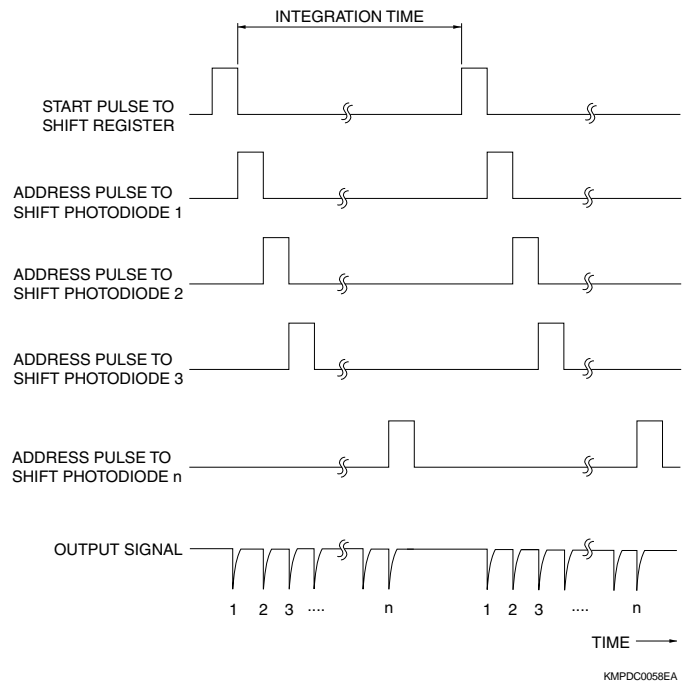 INTEGRATION TIME
START PULSE TO
SHIFT REGISTER
ADDRESS PULSE TO
SHIFT PHOTODIODE 1
ADDRESS PULSE TO
SHIFT PHOTODIODE 2
ADDRESS PULSE TO
SHIFT PHOTODIODE 3
ADDRESS PULSE TO
SHIFT PHOTODIODE n
OUTPUT SIGNAL
1 2 3 .... n 1 2 3 .... n
TIME
KMPDC0058EA